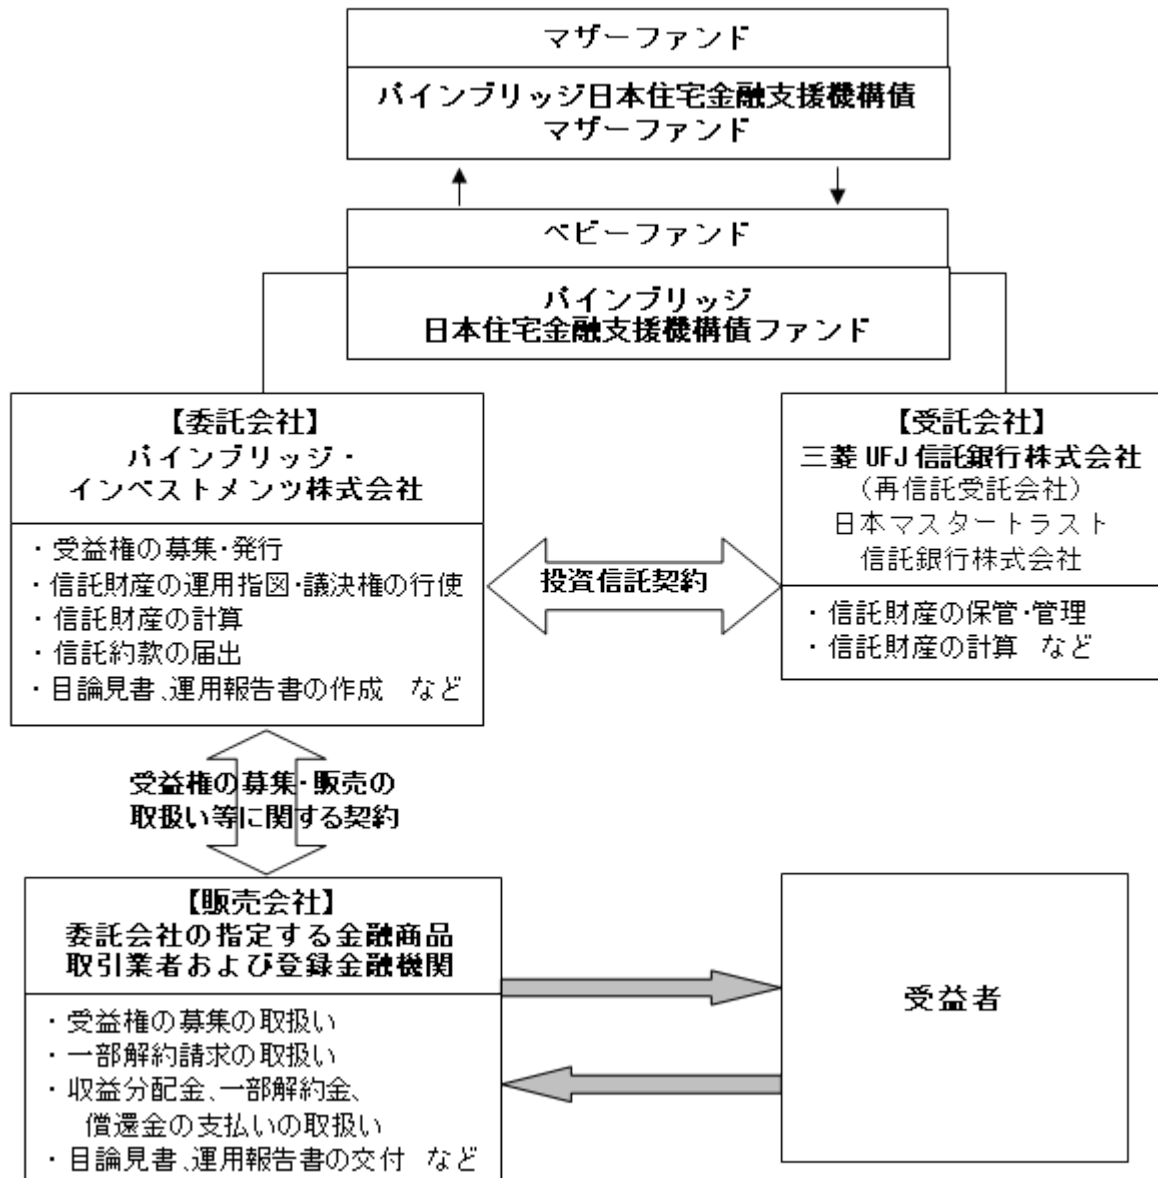 マザーファンド
パインブリッジ日本住宅金融支援機構債
マザーファンド
ベビーファンド
パインブリッジ
日本住宅金融支援機構債ファンド
【委託会社】
パインブリッジ・
インベストメンツ株式会社
・受益権の募集・発行
・信託財産の運用指図・議決権の行使
・信託財産の計算
・信託約款の届出
・目論見書、運用報告書の作成　など
投資信託契約
【受託会社】
三菱UFJ信託銀行株式会社
（再信託受託会社）
日本マスタートラスト
信託銀行株式会社
・信託財産の保管・管理
・信託財産の計算　など
受益権の募集・販売の
取扱い等に関する契約
【販売会社】
委託会社の指定する金融商品
取引業者および登録金融機関
・受益権の募集の取扱い
・一部解約請求の取扱い
・収益分配金、一部解約金、
償還金の支払いの取扱い
・目論見書、運用報告書の交付　など
受益者